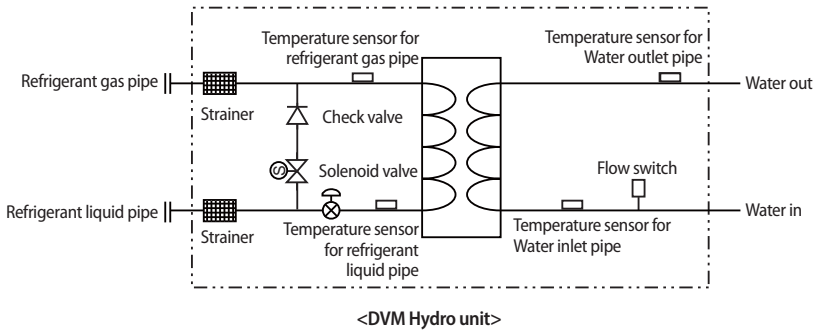 Temperature sensor for
refrigerant gas pipe
Temperature sensor for
Water outlet pipe
Refrigerant gas pipe
Water out
Strainer
Check valve
S
Solenoid valve
Flow switch
Refrigerant liquid pipe
Water in
Strainer
Temperature sensor
for refrigerant
liquid pipe
Temperature sensor for
Water inlet pipe
<DVM Hydro unit>